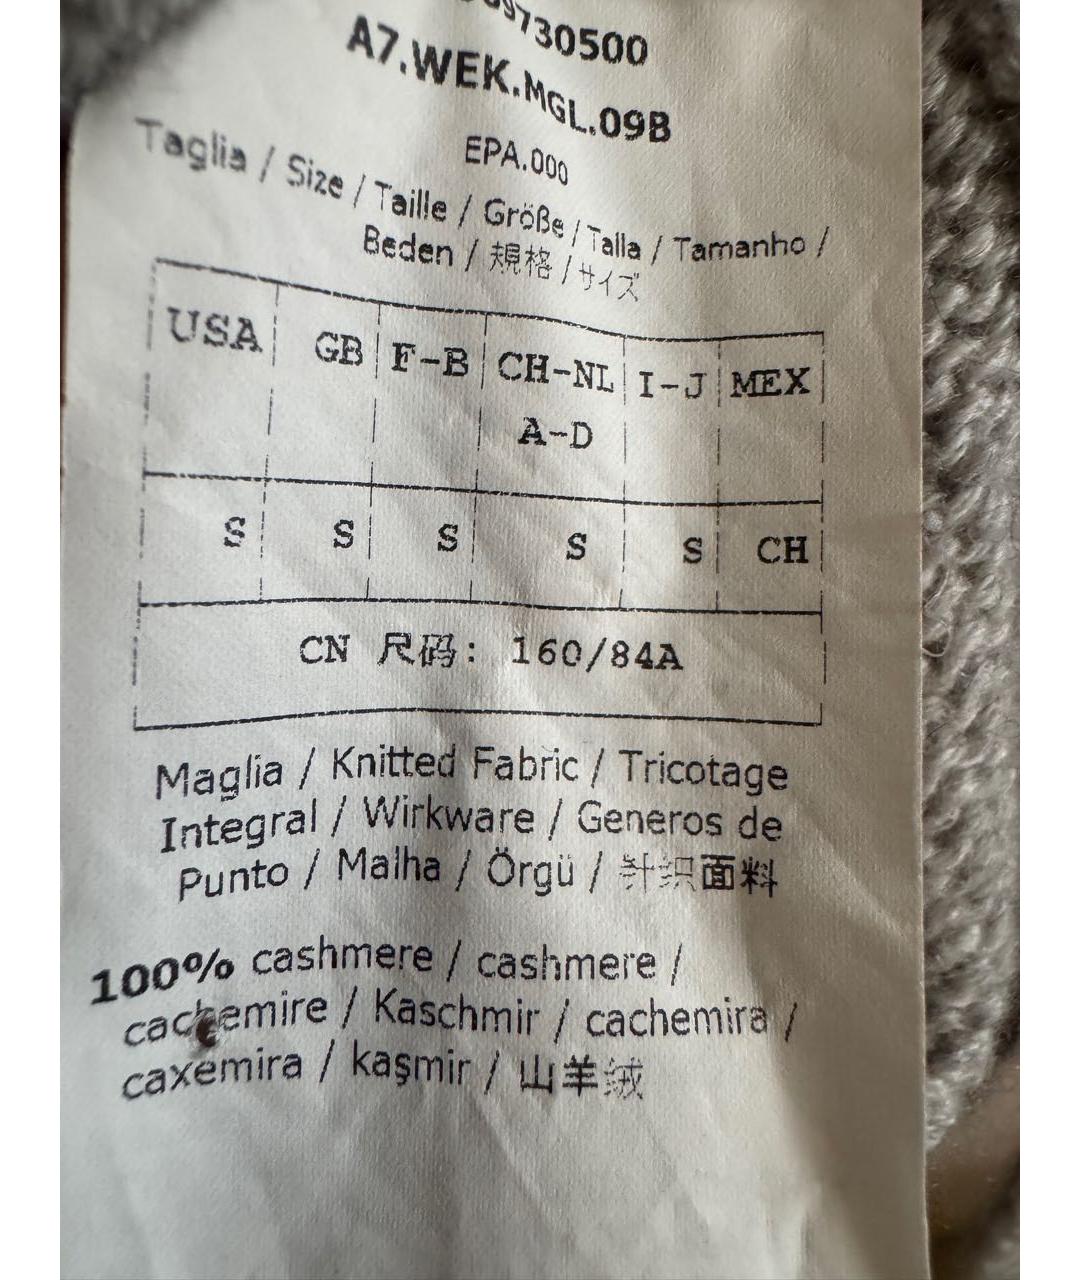 730500
A7.WEK.MGL.09B
EPA.000
Taglia / Size / Taille / Größe / Talla / Tamanho /
Beden / 規格 / サイズ
USA GB F-B CH-NL I-J MEX
A-D
S S S S S CH
CN 尺码: 160/84A
Maglia / Knitted Fabric / Tricotage
Integral / Wirkware / Generos de
Punto / Malha / Örgü / 针织面料
100% cashmere / cashmere /
cachemire / Kaschmir / cachemira /
caxemira / kaşmir / 山羊绒